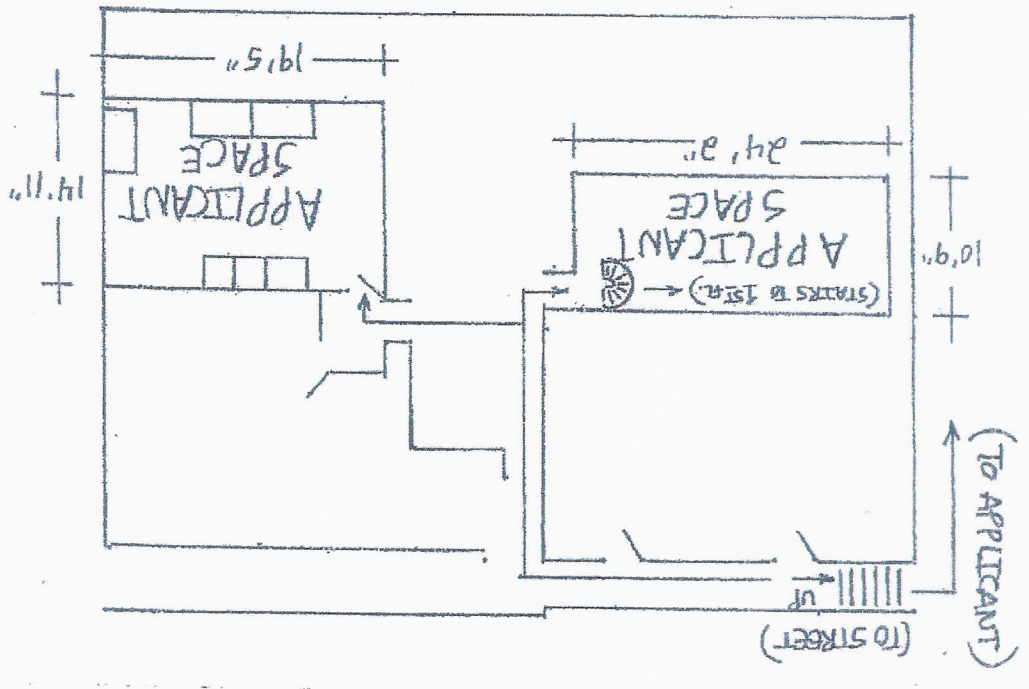 (TO STREET)
UP
(TO APPLICANT)
(STAIRS TO 1ST FL.)
APPLICANT
SPACE
10'9"
24'2"
APPLICANT
SPACE
14'11"
19'5"